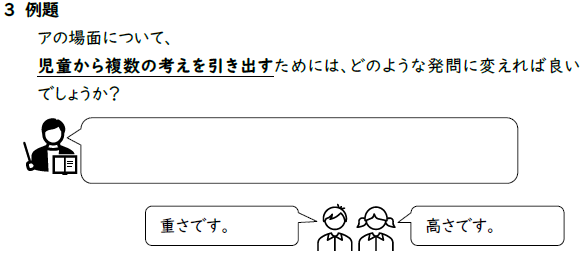 3 例題
アの場面について、
児童から複数の考えを引き出すためには、どのような発問に変えれば良い
でしょうか?
重さです。
高さです。